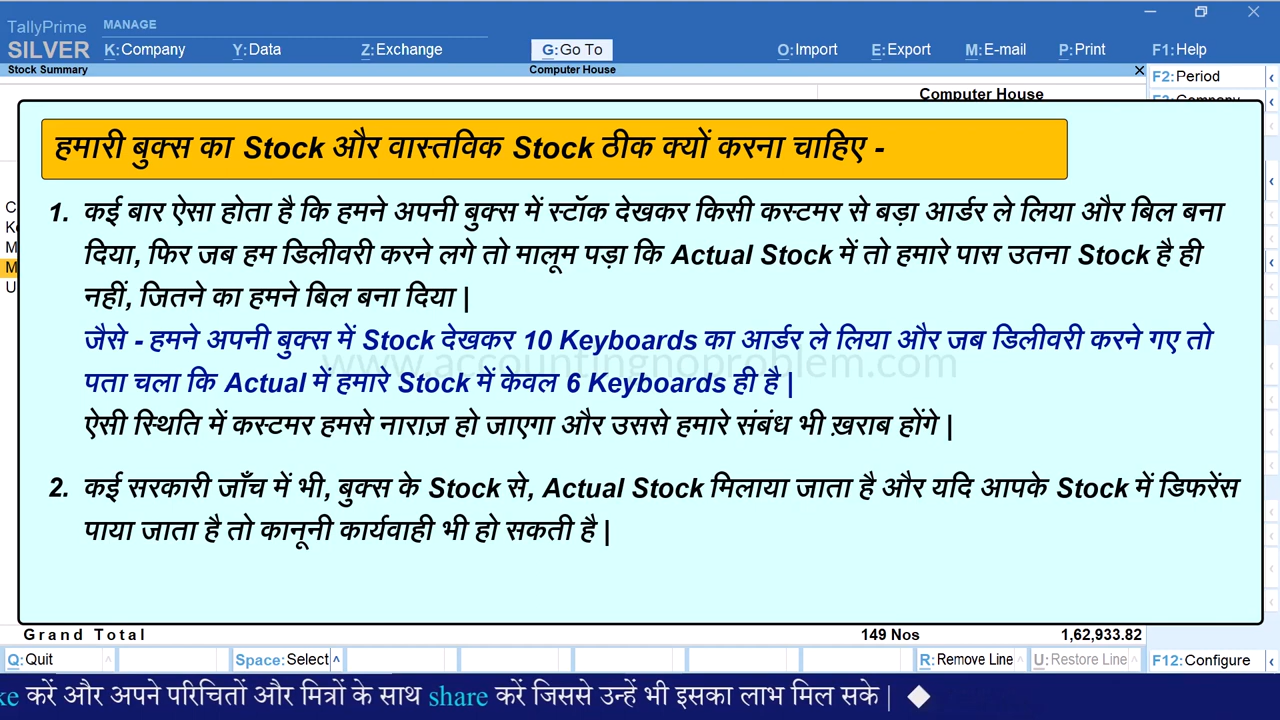 TallyPrime
MANAGE
SILVER
K:Company
Y:Data
Z:Exchange
G:Go To
O:Import
E:Export
M:E-mail
P:Print
F1:Help
Stock Summary
Computer House
F2:Period
Computer House
हमारी बुक्स का Stock और वास्तविक Stock ठीक क्यों करना चाहिए -
1. कई बार ऐसा होता है कि हमने अपनी बुक्स में स्टॉक देखकर किसी कस्टमर से बड़ा आर्डर ले लिया और बिल बना
दिया, फिर जब हम डिलीवरी करने लगे तो मालूम पड़ा कि Actual Stock में तो हमारे पास उतना Stock है ही
नहीं, जितने का हमने बिल बना दिया |
जैसे - हमने अपनी बुक्स में Stock देखकर 10 Keyboards का आर्डर ले लिया और जब डिलीवरी करने गए तो
www.accountingnoproblem.com
पता चला कि Actual में हमारे Stock में केवल 6 Keyboards ही है |
ऐसी स्थिति में कस्टमर हमसे नाराज़ हो जाएगा और उससे हमारे संबंध भी ख़राब होंगे |
2. कई सरकारी जाँच में भी, बुक्स के Stock से, Actual Stock मिलाया जाता है और यदि आपके Stock में डिफरेंस
पाया जाता है तो कानूनी कार्यवाही भी हो सकती है |
Grand Total
149 Nos
1,62,933.82
Q:Quit
Space:Select
R:Remove Line
U:Restore Line
F12:Configure
ke करें और अपने परिचितों और मित्रों के साथ share करें जिससे उन्हें भी इसका लाभ मिल सके | ◆